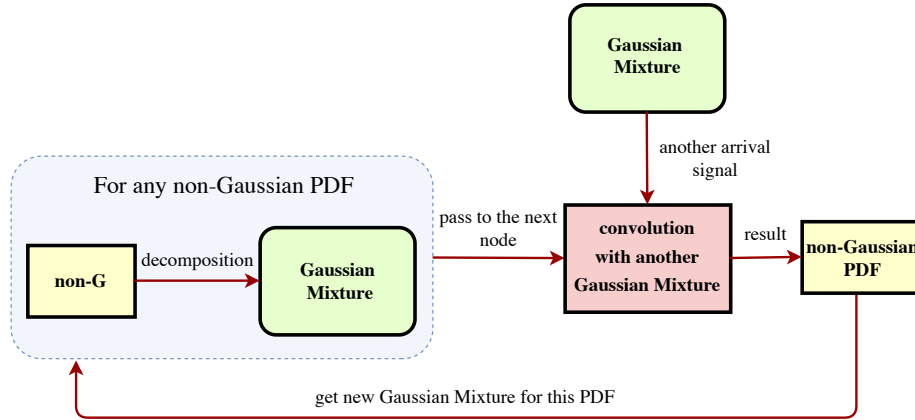 Gaussian
Mixture
another arrival
signal
For any non-Gaussian PDF
non-G
decomposition
Gaussian
Mixture
pass to the next
node
convolution
with another
Gaussian Mixture
result
non-Gaussian
PDF
get new Gaussian Mixture for this PDF